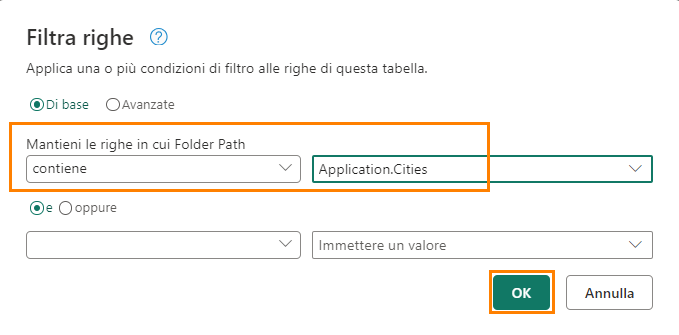 Filtra righe
Applica una o più condizioni di filtro alle righe di questa tabella.
Di base Avanzate
Mantieni le righe in cui Folder Path
contiene Application.Cities
e oppure
Immettere un valore
OK Annulla